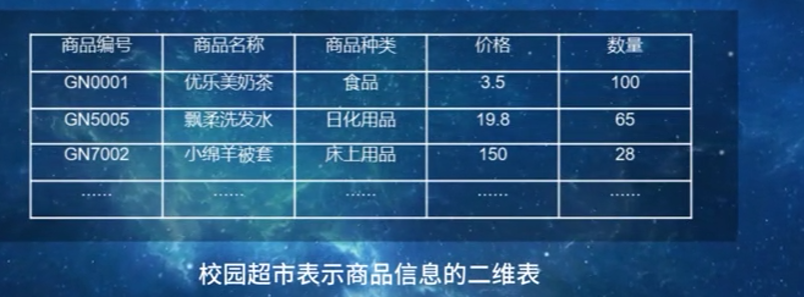 商品编号 商品名称 商品种类 价格 数量
GN0001 优乐美奶茶 食品 3.5 100
GN5005 飘柔洗发水 日化用品 19.8 65
GN7002 小绵羊被套 床上用品 150 28
...... ...... ...... ...... ......
校园超市表示商品信息的二维表